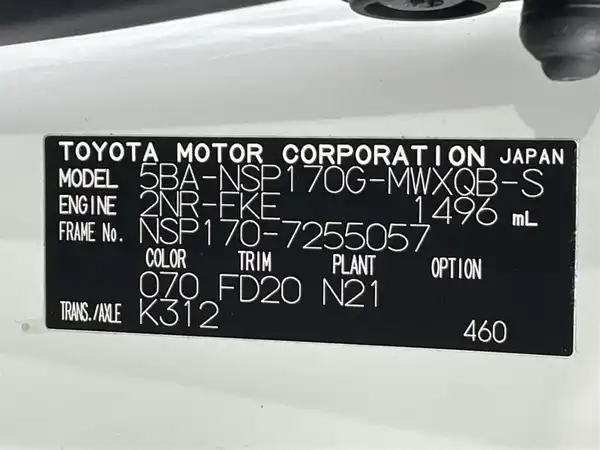 TOYOTA MOTOR CORPORATION JAPAN
MODEL 5BA-NSP170G-MWXQB-S
ENGINE 2NR-FKE 1496 mL
FRAME No. NSP170-7255057
COLOR TRIM PLANT OPTION
070 FD20 N21
TRANS./AXLE K312
460